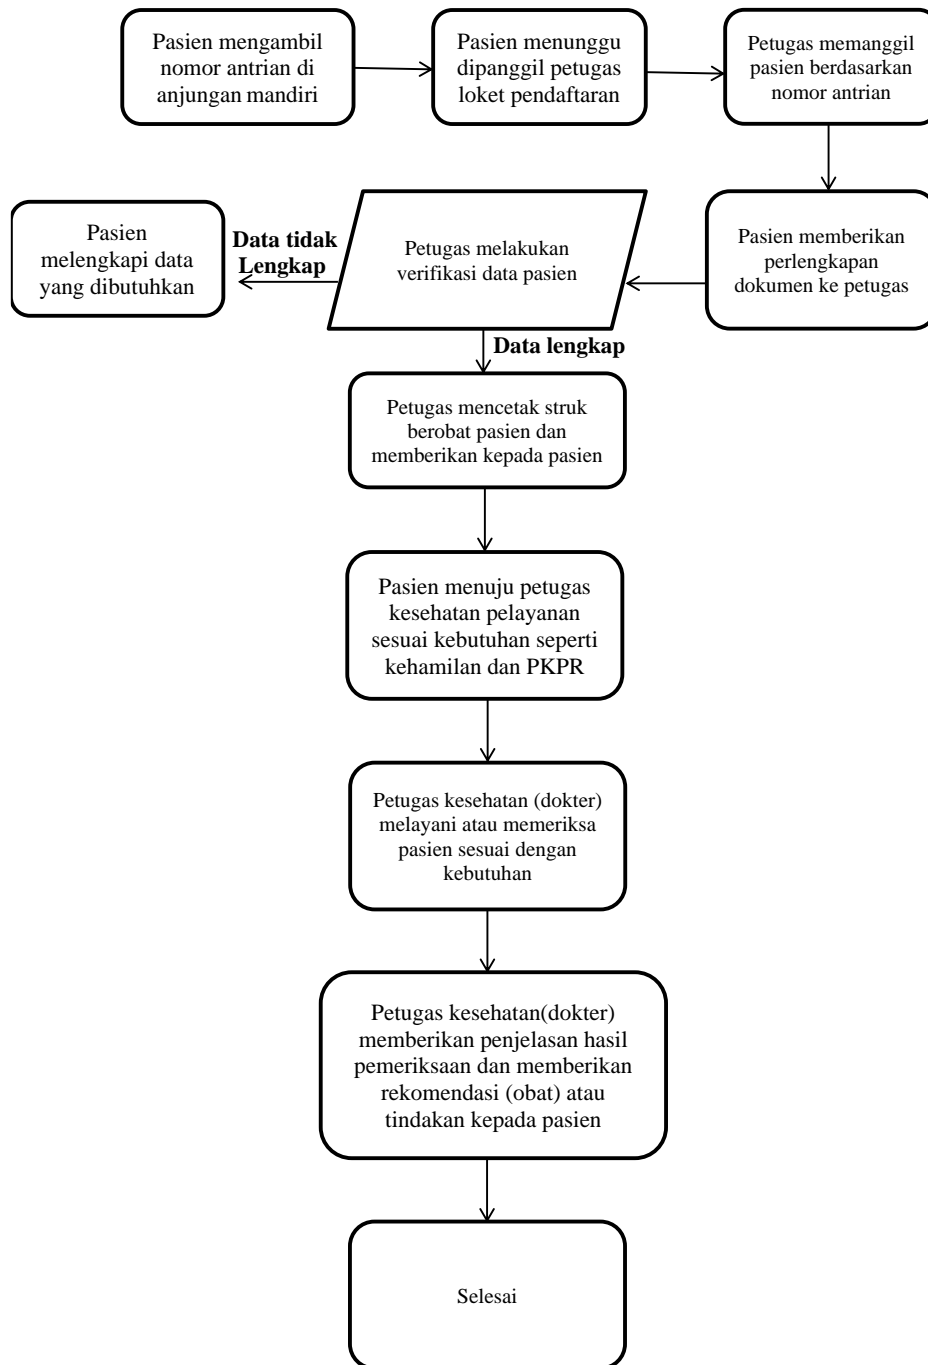 Pasien mengambil
nomor antrian di
anjungan mandiri
Pasien menunggu
dipanggil petugas
loket pendaftaran
Petugas memanggil
pasien berdasarkan
nomor antrian
Pasien memberikan
perlengkapan
dokumen ke petugas
Petugas melakukan
verifikasi data pasien
Data tidak
Lengkap
Pasien
melengkapi data
yang dibutuhkan
Data lengkap
Petugas mencetak struk
berobat pasien dan
memberikan kepada pasien
Pasien menuju petugas
kesehatan pelayanan
sesuai kebutuhan seperti
kehamilan dan PKPR
Petugas kesehatan (dokter)
melayani atau memeriksa
pasien sesuai dengan
kebutuhan
Petugas kesehatan(dokter)
memberikan penjelasan hasil
pemeriksaan dan memberikan
rekomendasi (obat) atau
tindakan kepada pasien
Selesai